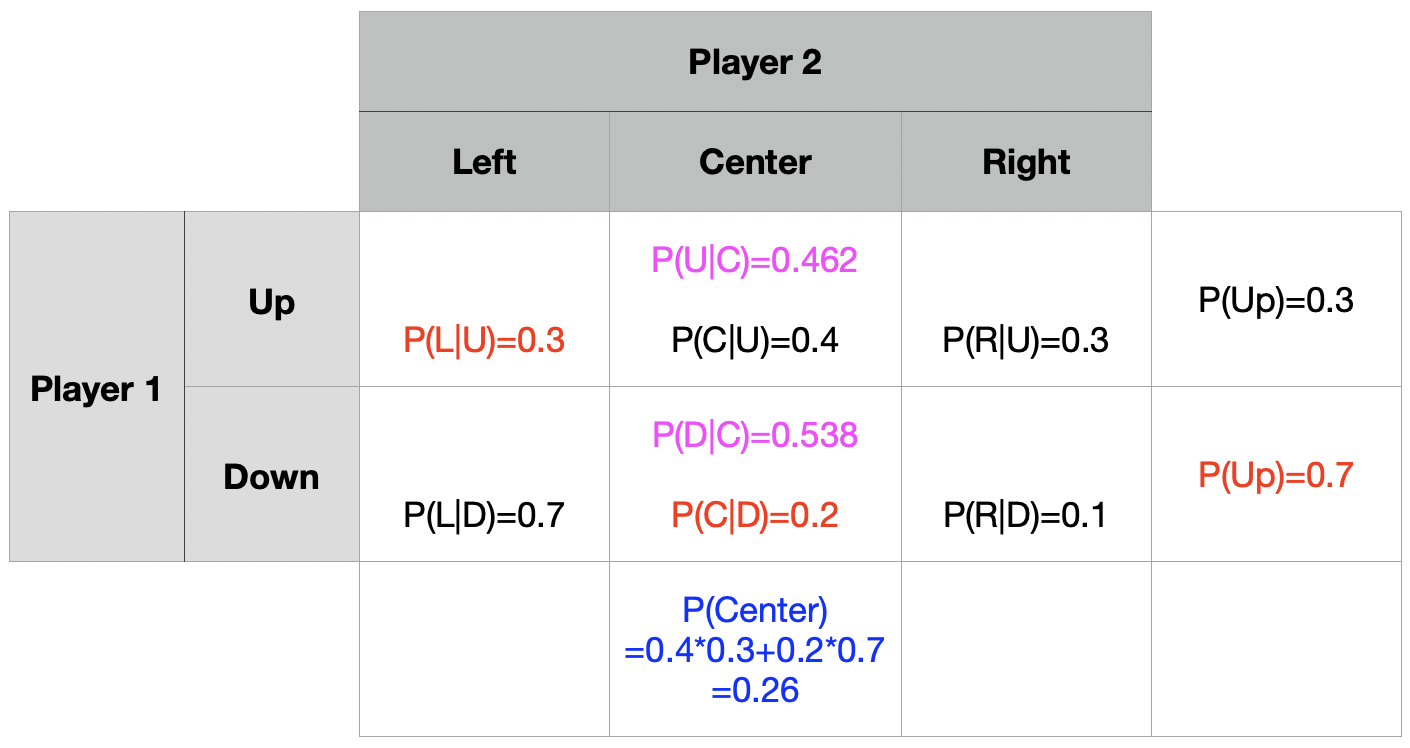 Player 2
Left Center Right
Player 1
Up
P(U|C)=0.462
P(L|U)=0.3 P(C|U)=0.4 P(R|U)=0.3
P(Up)=0.3
Down
P(D|C)=0.538
P(L|D)=0.7 P(C|D)=0.2 P(R|D)=0.1
P(Up)=0.7
P(Center)
=0.4*0.3+0.2*0.7
=0.26